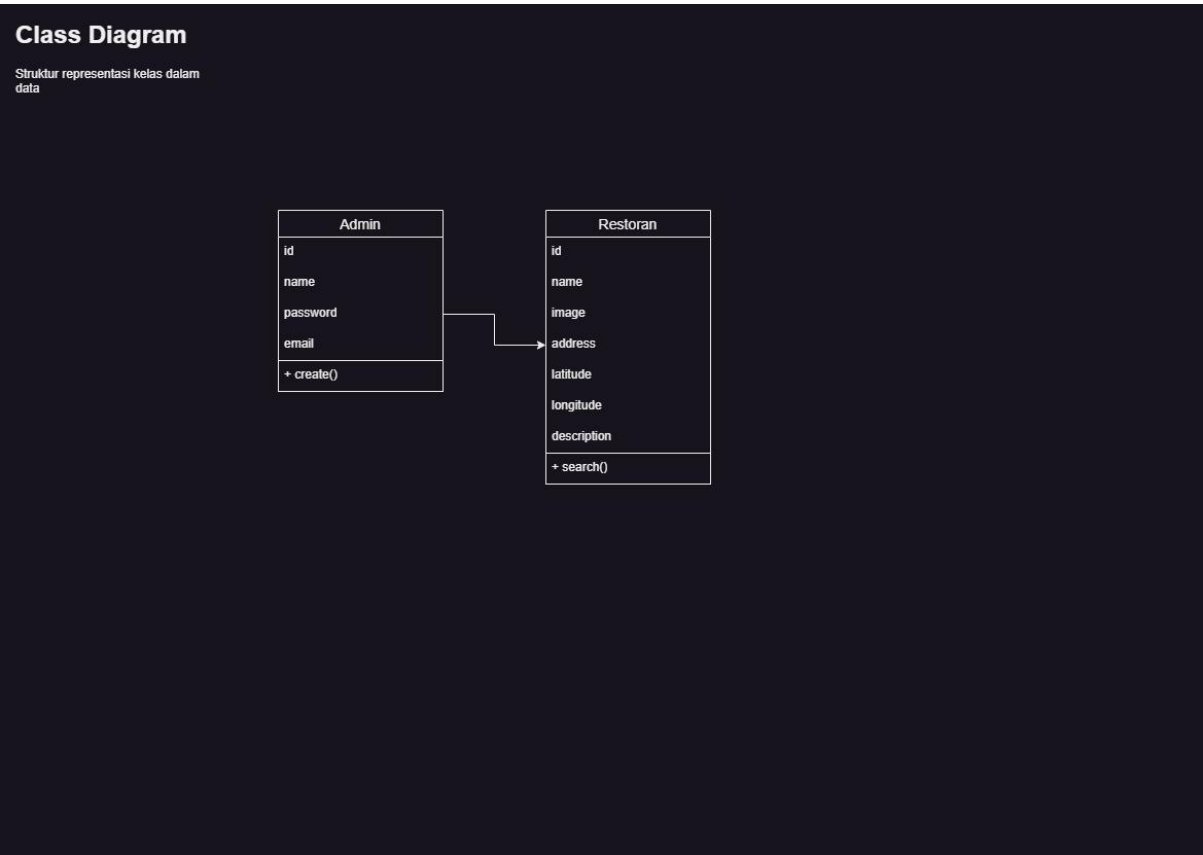 Class Diagram
Struktur representasi kelas dalam
data
Admin
id
name
password
email
+ create()
Restoran
id
name
image
address
latitude
longitude
description
+ search()